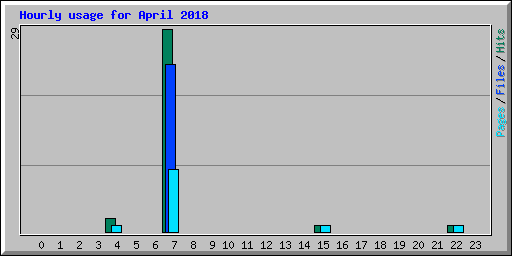 Hourly usage for April 2018
29
Pages/Files/Hits
0 1 2 3 4 5 6 7 8 9 10 11 12 13 14 15 16 17 18 19 20 21 22 23